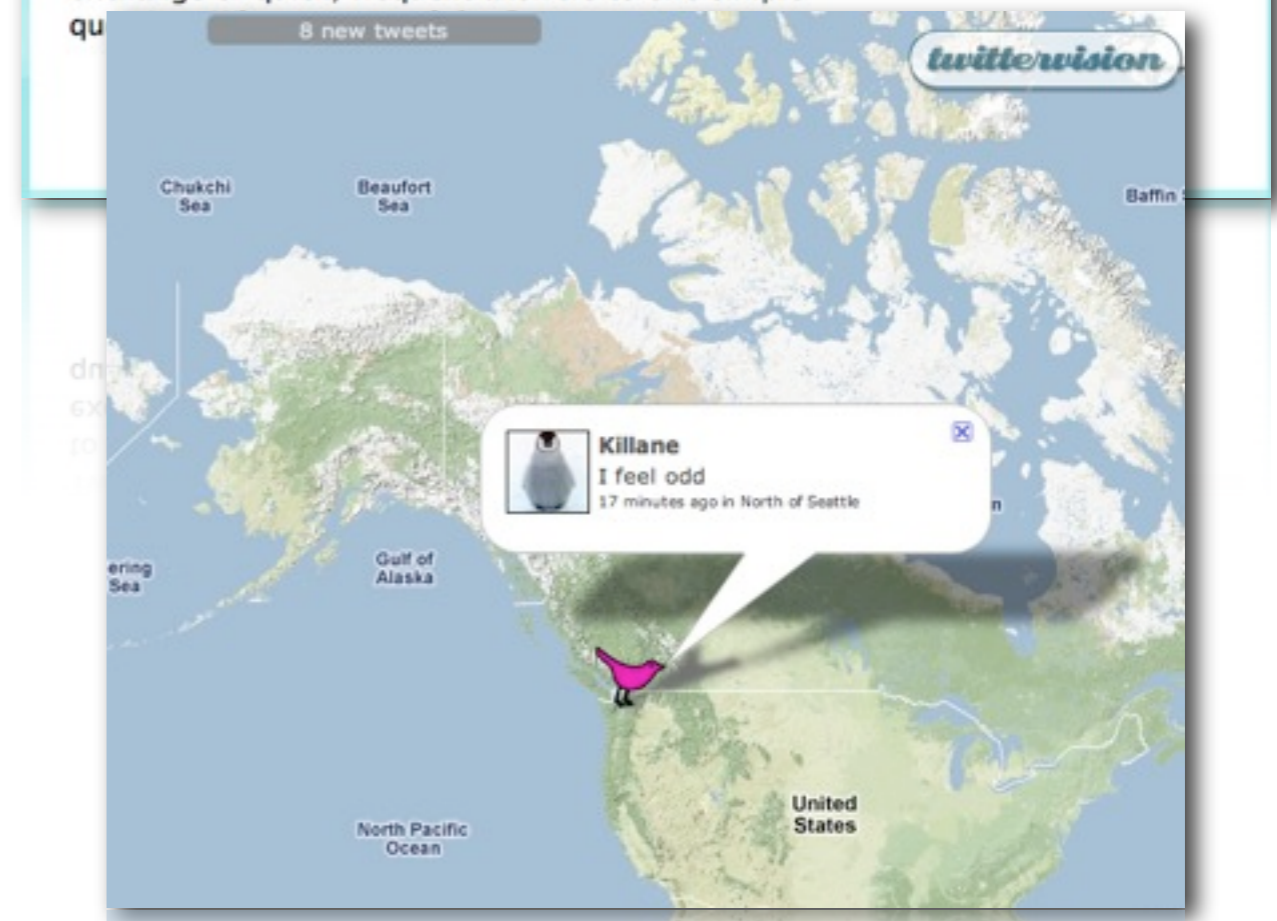 qu
8 new tweets
twittervision
Chukchi
Sea
Beaufort
Sea
Baffin
Killane
I feel odd
17 minutes ago in North of Seattle
Gulf of
Alaska
ering
Sea
North Pacific
Ocean
United
States